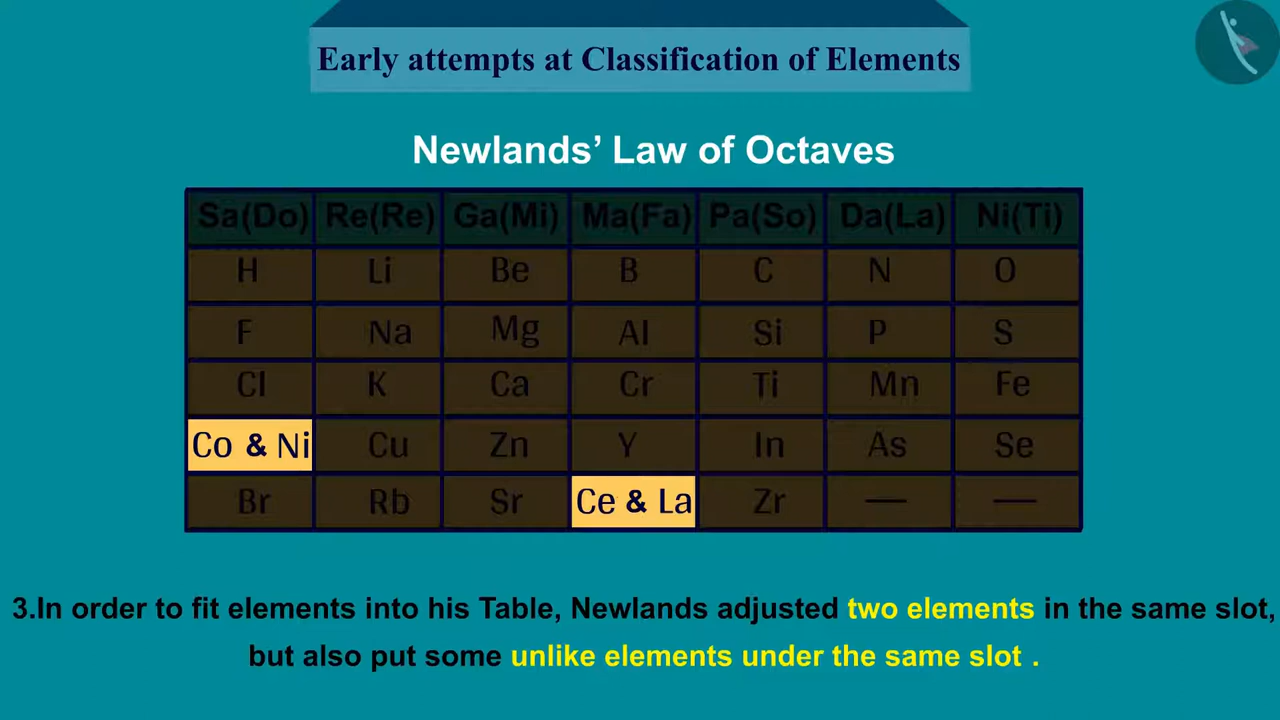 Early attempts at Classification of Elements
Newlands’ Law of Octaves
Sa(Do) Re(Re) Ga(Mi) Ma(Fa) Pa(So) Da(La) Ni(Ti)
H Li Be B C N O
F Na Mg Al Si P S
Cl K Ca Cr Ti Mn Fe
Co & Ni Cu Zn Y In As Se
Br Rb Sr Ce & La Zr — —
3.In order to fit elements into his Table, Newlands adjusted two elements in the same slot,
but also put some unlike elements under the same slot .